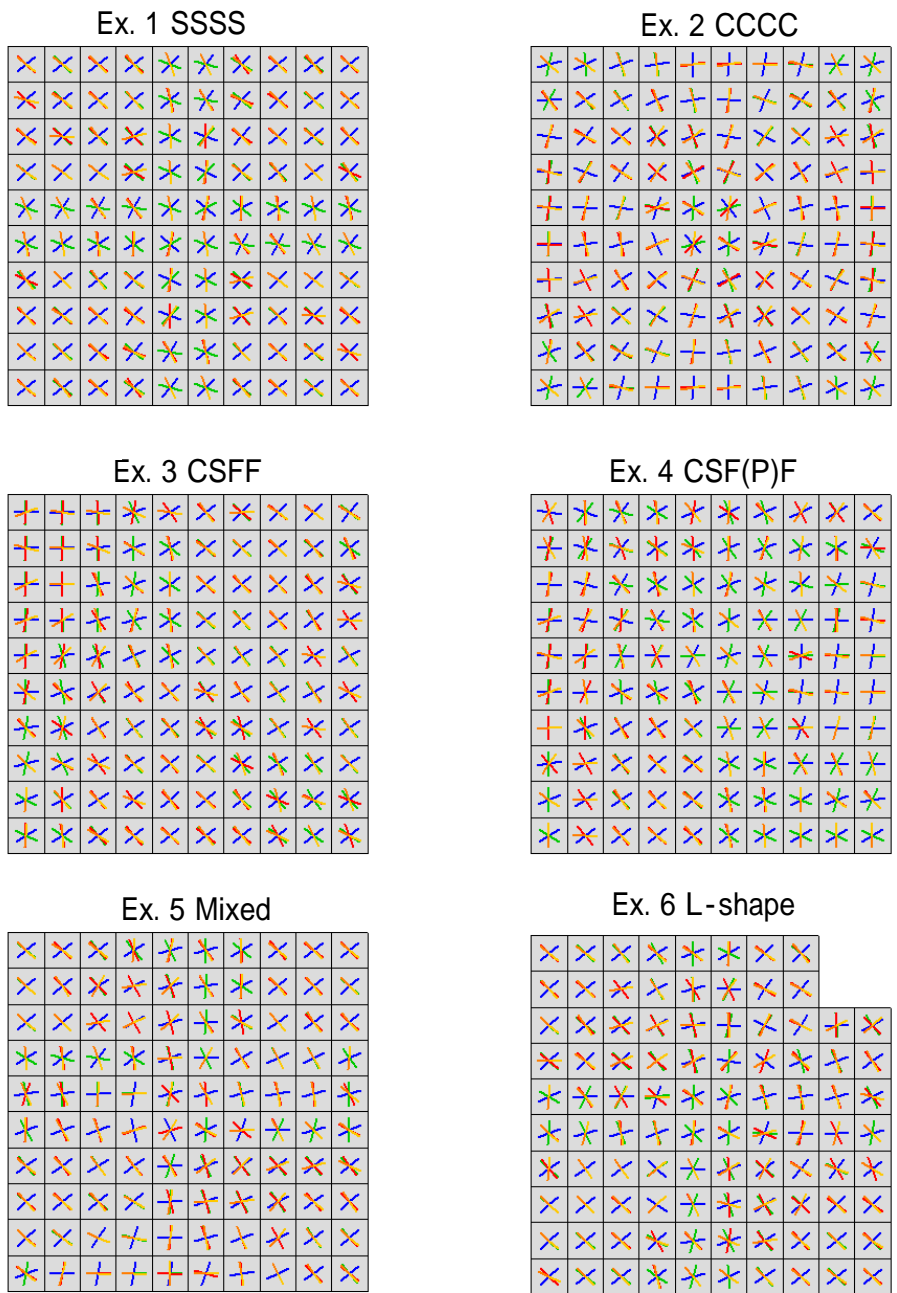 Ex. 1 SSSS
Ex. 2 CCCC
Ex. 3 CSFF
Ex. 4 CSF(P)F
Ex. 5 Mixed
Ex. 6 L-shape